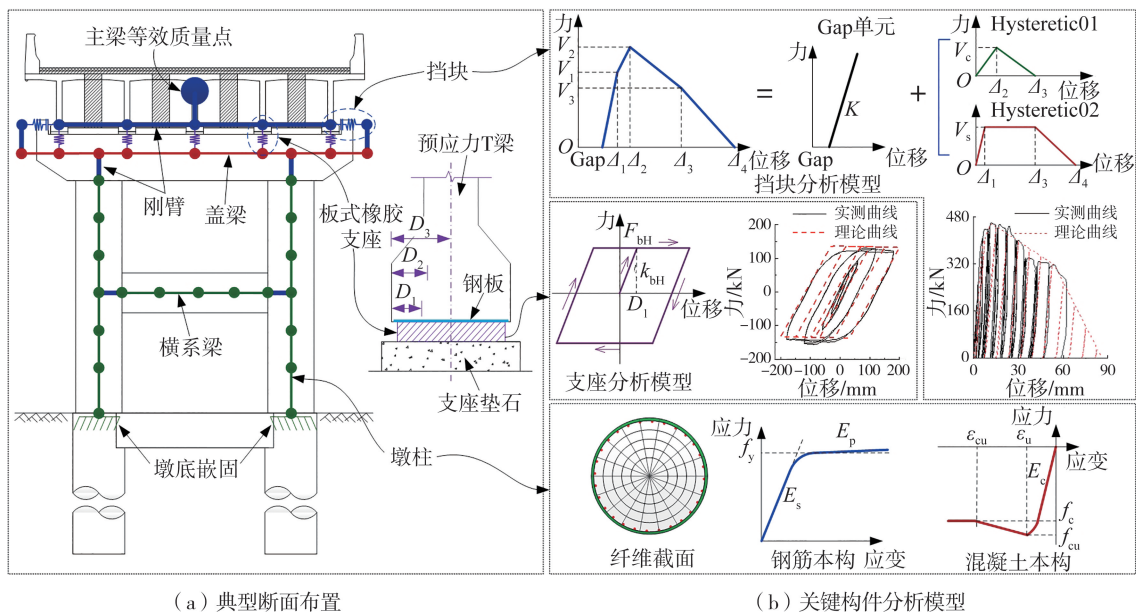 主梁等效质量点
挡块
刚臂
盖梁
板式橡胶
支座
预应力T梁
D3
D2
D1
钢板
横系梁
支座垫石
墩底嵌固
墩柱
(a)典型断面布置
力
V2
V1
V3
O
Gap Δ1 Δ2 Δ3 Δ4 位移
=
力
Gap单元
K
Gap 位移
+
力
Hysteretic01
Vc
O
Δ2 Δ3 位移
Hysteretic02
Vs
Δ1 Δ3 Δ4 位移
挡块分析模型
力
FbH
kbH
D1 位移
支座分析模型
实测曲线
理论曲线
力/kN
150
100
50
0
-100
-200
-200 -100 0 100 200
位移/mm
实测曲线
理论曲线
力/kN
480
320
160
0
0 30 60 90
位移/mm
纤维截面
应力
fy
Ep
Es
钢筋本构 应变
应力
εcu εu
应变
Ec
fc
fcu
混凝土本构
(b)关键构件分析模型